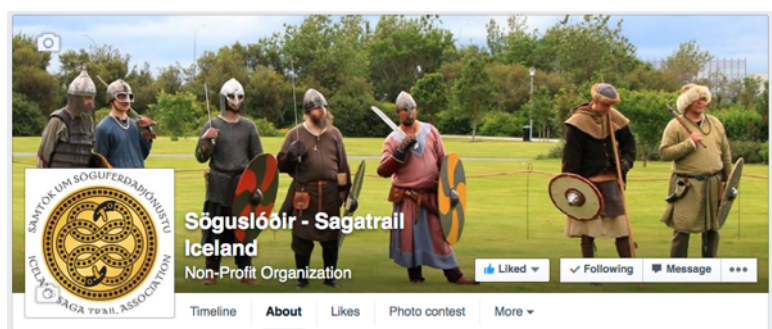 SAMTÖK UM SÖGUFERÐAÞJÓNUSTU
ICELAND SAGA TRAIL ASSOCIATION
Söguslóðir - Sagatrail
Iceland
Non-Profit Organization
Liked
Following
Message
Timeline
About
Likes
Photo contest
More